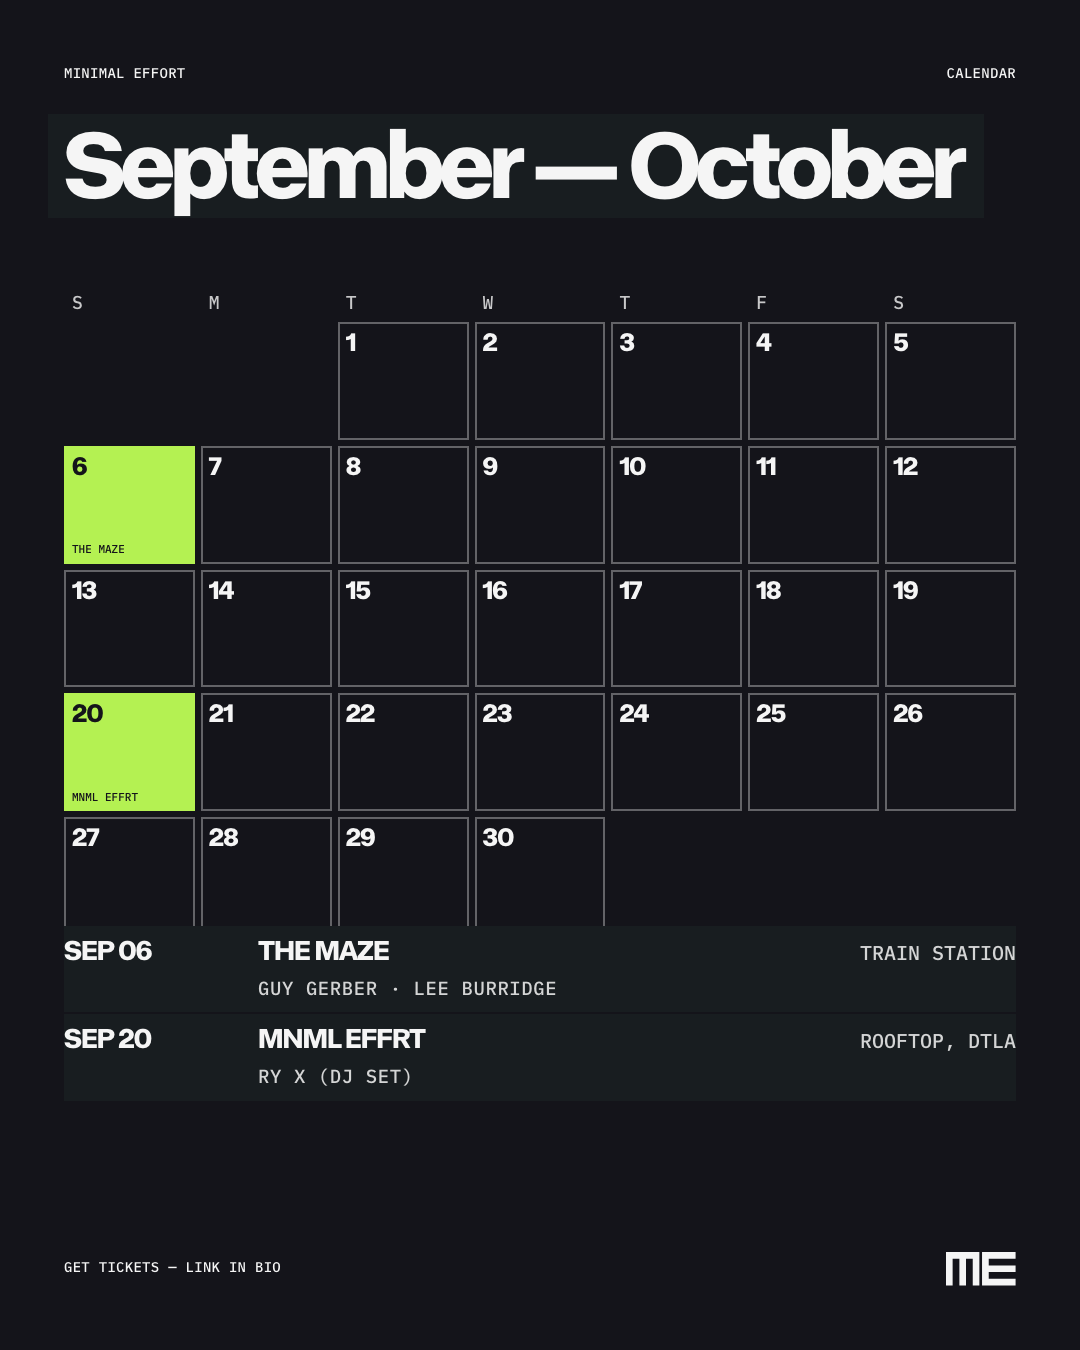 MINIMAL EFFORT
CALENDAR
September — October
S M T W T F S
1 2 3 4 5
6 7 8 9 10 11 12
THE MAZE
13 14 15 16 17 18 19
20 21 22 23 24 25 26
MNML EFFRT
27 28 29 30
SEP 06 THE MAZE TRAIN STATION
GUY GERBER · LEE BURRIDGE
SEP 20 MNML EFFRT ROOFTOP, DTLA
RY X (DJ SET)
GET TICKETS — LINK IN BIO
ME